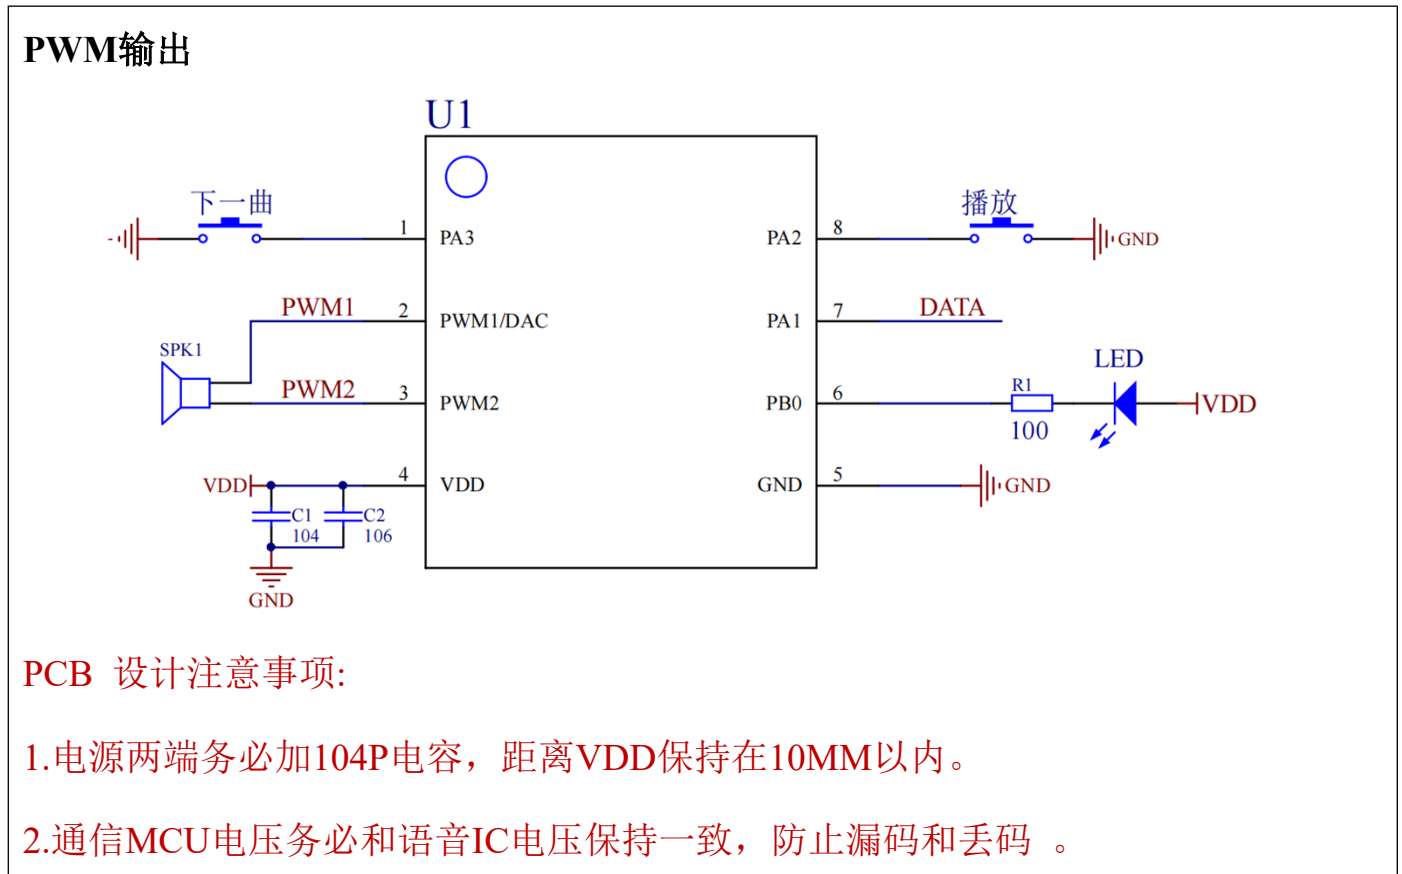 PWM输出
U1
下一曲
播放
1
PA3
PA2
8
GND
PWM1
2
PWM1/DAC
PA1
7
DATA
SPK1
LED
PWM2
3
PWM2
PB0
6
R1
100
VDD
VDD
4
VDD
GND
5
GND
C1
104
C2
106
GND
PCB 设计注意事项:
1.电源两端务必加104P电容，距离VDD保持在10MM以内。
2.通信MCU电压务必和语音IC电压保持一致，防止漏码和丢码 。